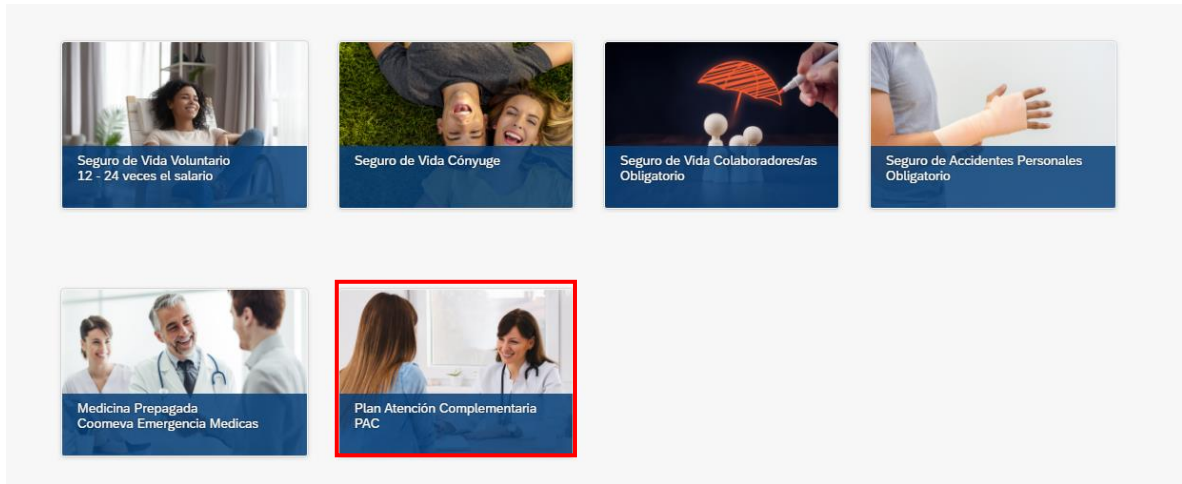 Seguro de Vida Voluntario
12 - 24 veces el salario
Seguro de Vida Cónyuge
Seguro de Vida Colaboradores/as
Obligatorio
Seguro de Accidentes Personales
Obligatorio
Medicina Prepagada
Coomeva Emergencia Medicas
Plan Atención Complementaria
PAC